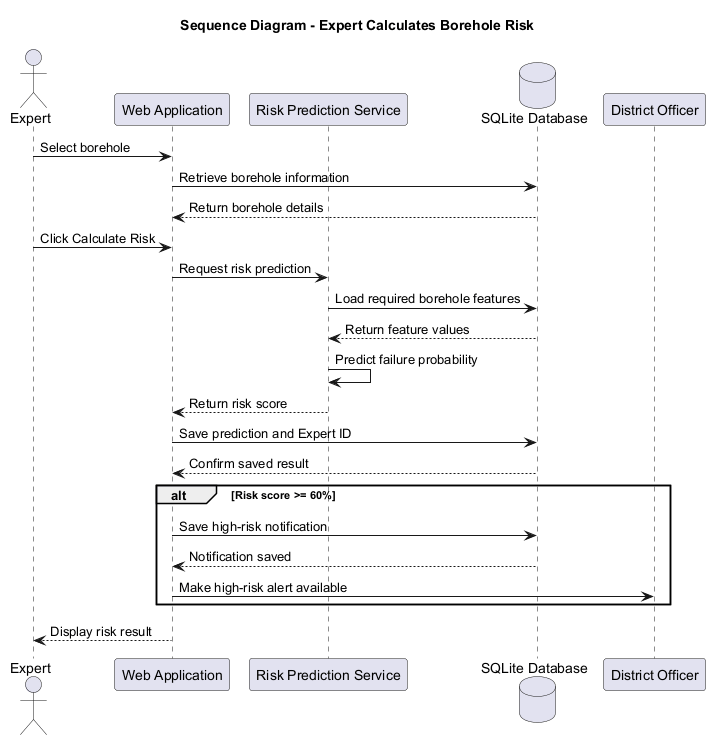 Sequence Diagram - Expert Calculates Borehole Risk
Expert
Web Application
Risk Prediction Service
SQLite Database
District Officer
Select borehole
Retrieve borehole information
Return borehole details
Click Calculate Risk
Request risk prediction
Load required borehole features
Return feature values
Predict failure probability
Return risk score
Save prediction and Expert ID
Confirm saved result
alt
[Risk score >= 60%]
Save high-risk notification
Notification saved
Make high-risk alert available
Display risk result
Expert
Web Application
Risk Prediction Service
SQLite Database
District Officer